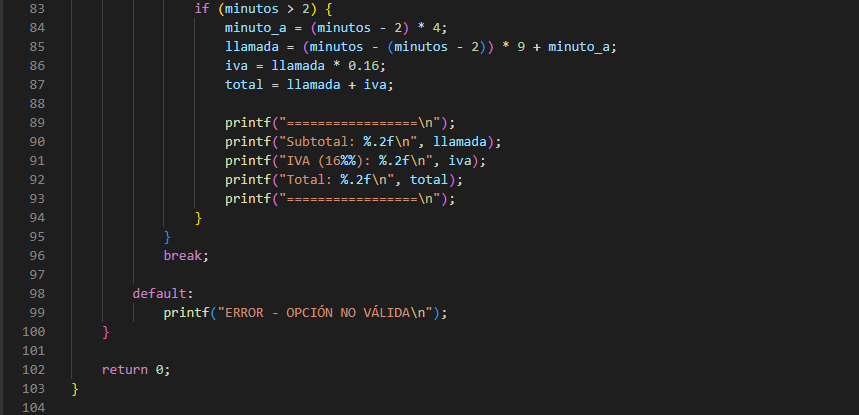 83 if (minutos > 2) {
84 minuto_a = (minutos - 2) * 4;
85 llamada = (minutos - (minutos - 2)) * 9 + minuto_a;
86 iva = llamada * 0.16;
87 total = llamada + iva;
88
89 printf("=================\n");
90 printf("Subtotal: %.2f\n", llamada);
91 printf("IVA (16%%): %.2f\n", iva);
92 printf("Total: %.2f\n", total);
93 printf("=================\n");
94 }
95 }
96 break;
97
98 default:
99 printf("ERROR - OPCIÓN NO VÁLIDA\n");
100 }
101
102 return 0;
103 }
104